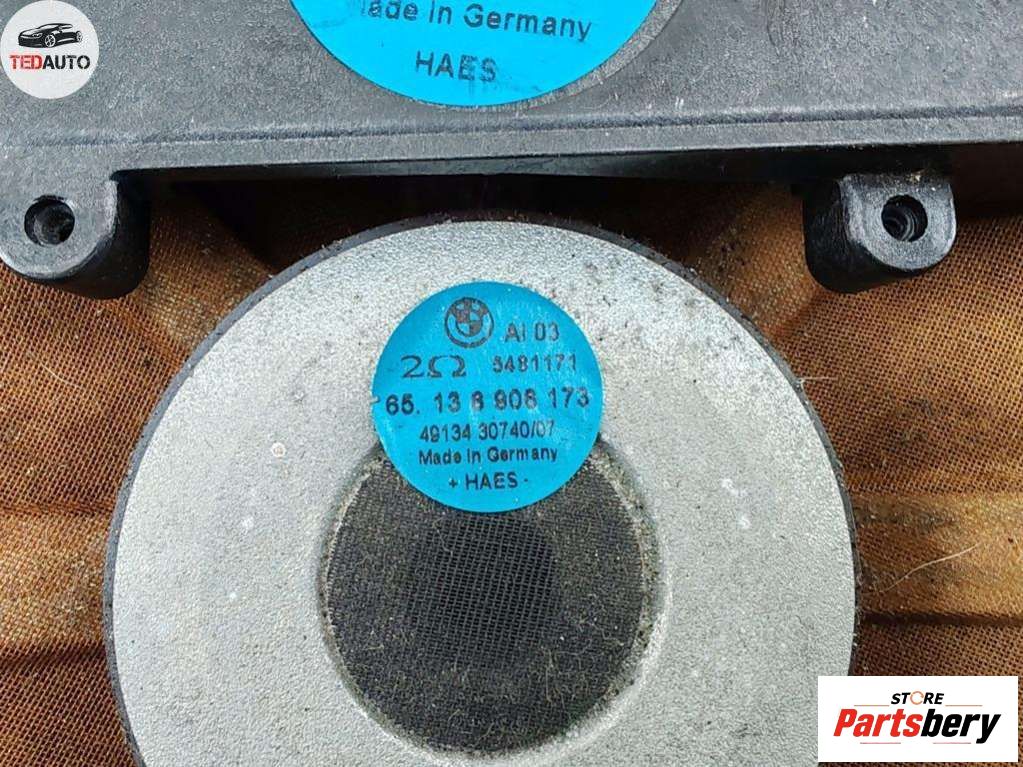 TEDAUTO
Made in Germany
HAES
AI 03
2Ω 5481171
65. 13 6 908 173
49134 30740/07
Made in Germany
+ HAES -
STORE
Partsbery